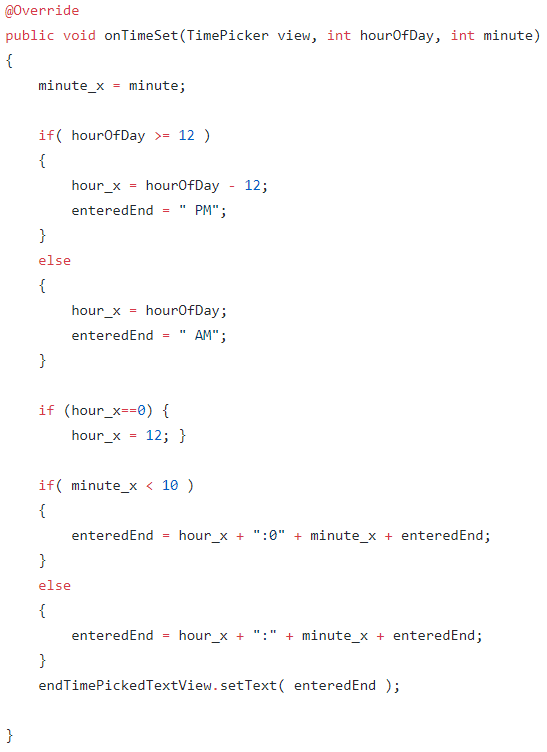 @Override
public void onTimeSet(TimePicker view, int hourOfDay, int minute)
{
    minute_x = minute;

    if( hourOfDay >= 12 )
    {
        hour_x = hourOfDay - 12;
        enteredEnd = " PM";
    }
    else
    {
        hour_x = hourOfDay;
        enteredEnd = " AM";
    }

    if (hour_x==0) {
        hour_x = 12; }

    if( minute_x < 10 )
    {
        enteredEnd = hour_x + ":0" + minute_x + enteredEnd;
    }
    else
    {
        enteredEnd = hour_x + ":" + minute_x + enteredEnd;
    }
    endTimePickedTextView.setText( enteredEnd );

}